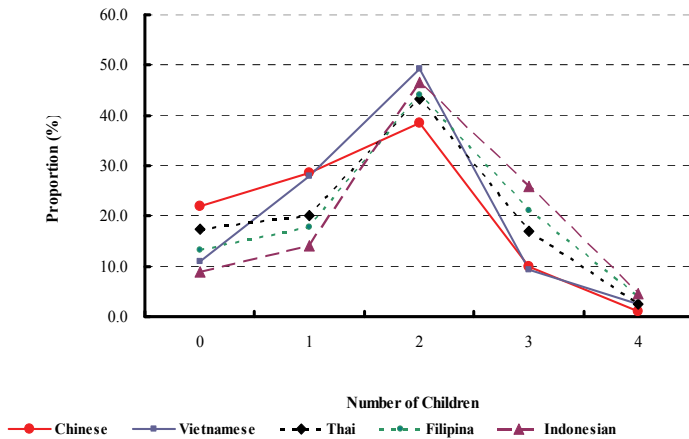 60.0
50.0
40.0
30.0
20.0
10.0
0.0
Proportion (%)
0 1 2 3 4
Number of Children
Chinese Vietnamese Thai Filipina Indonesian